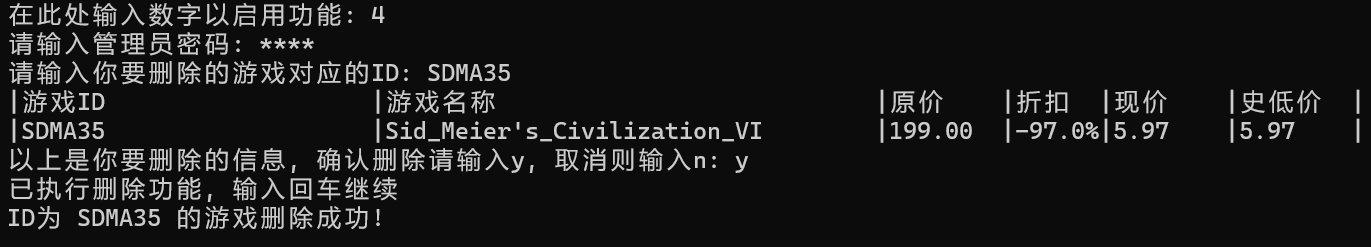 在此处输入数字以启用功能: 4
请输入管理员密码: ****
请输入你要删除的游戏对应的ID: SDMA35
|游戏ID |游戏名称 |原价 |折扣 |现价 |史低价 |
|SDMA35 |Sid_Meier's_Civilization_VI |199.00 |-97.0%|5.97 |5.97 |
以上是你要删除的信息, 确认删除请输入y, 取消则输入n: y
已执行删除功能, 输入回车继续
ID为 SDMA35 的游戏删除成功!